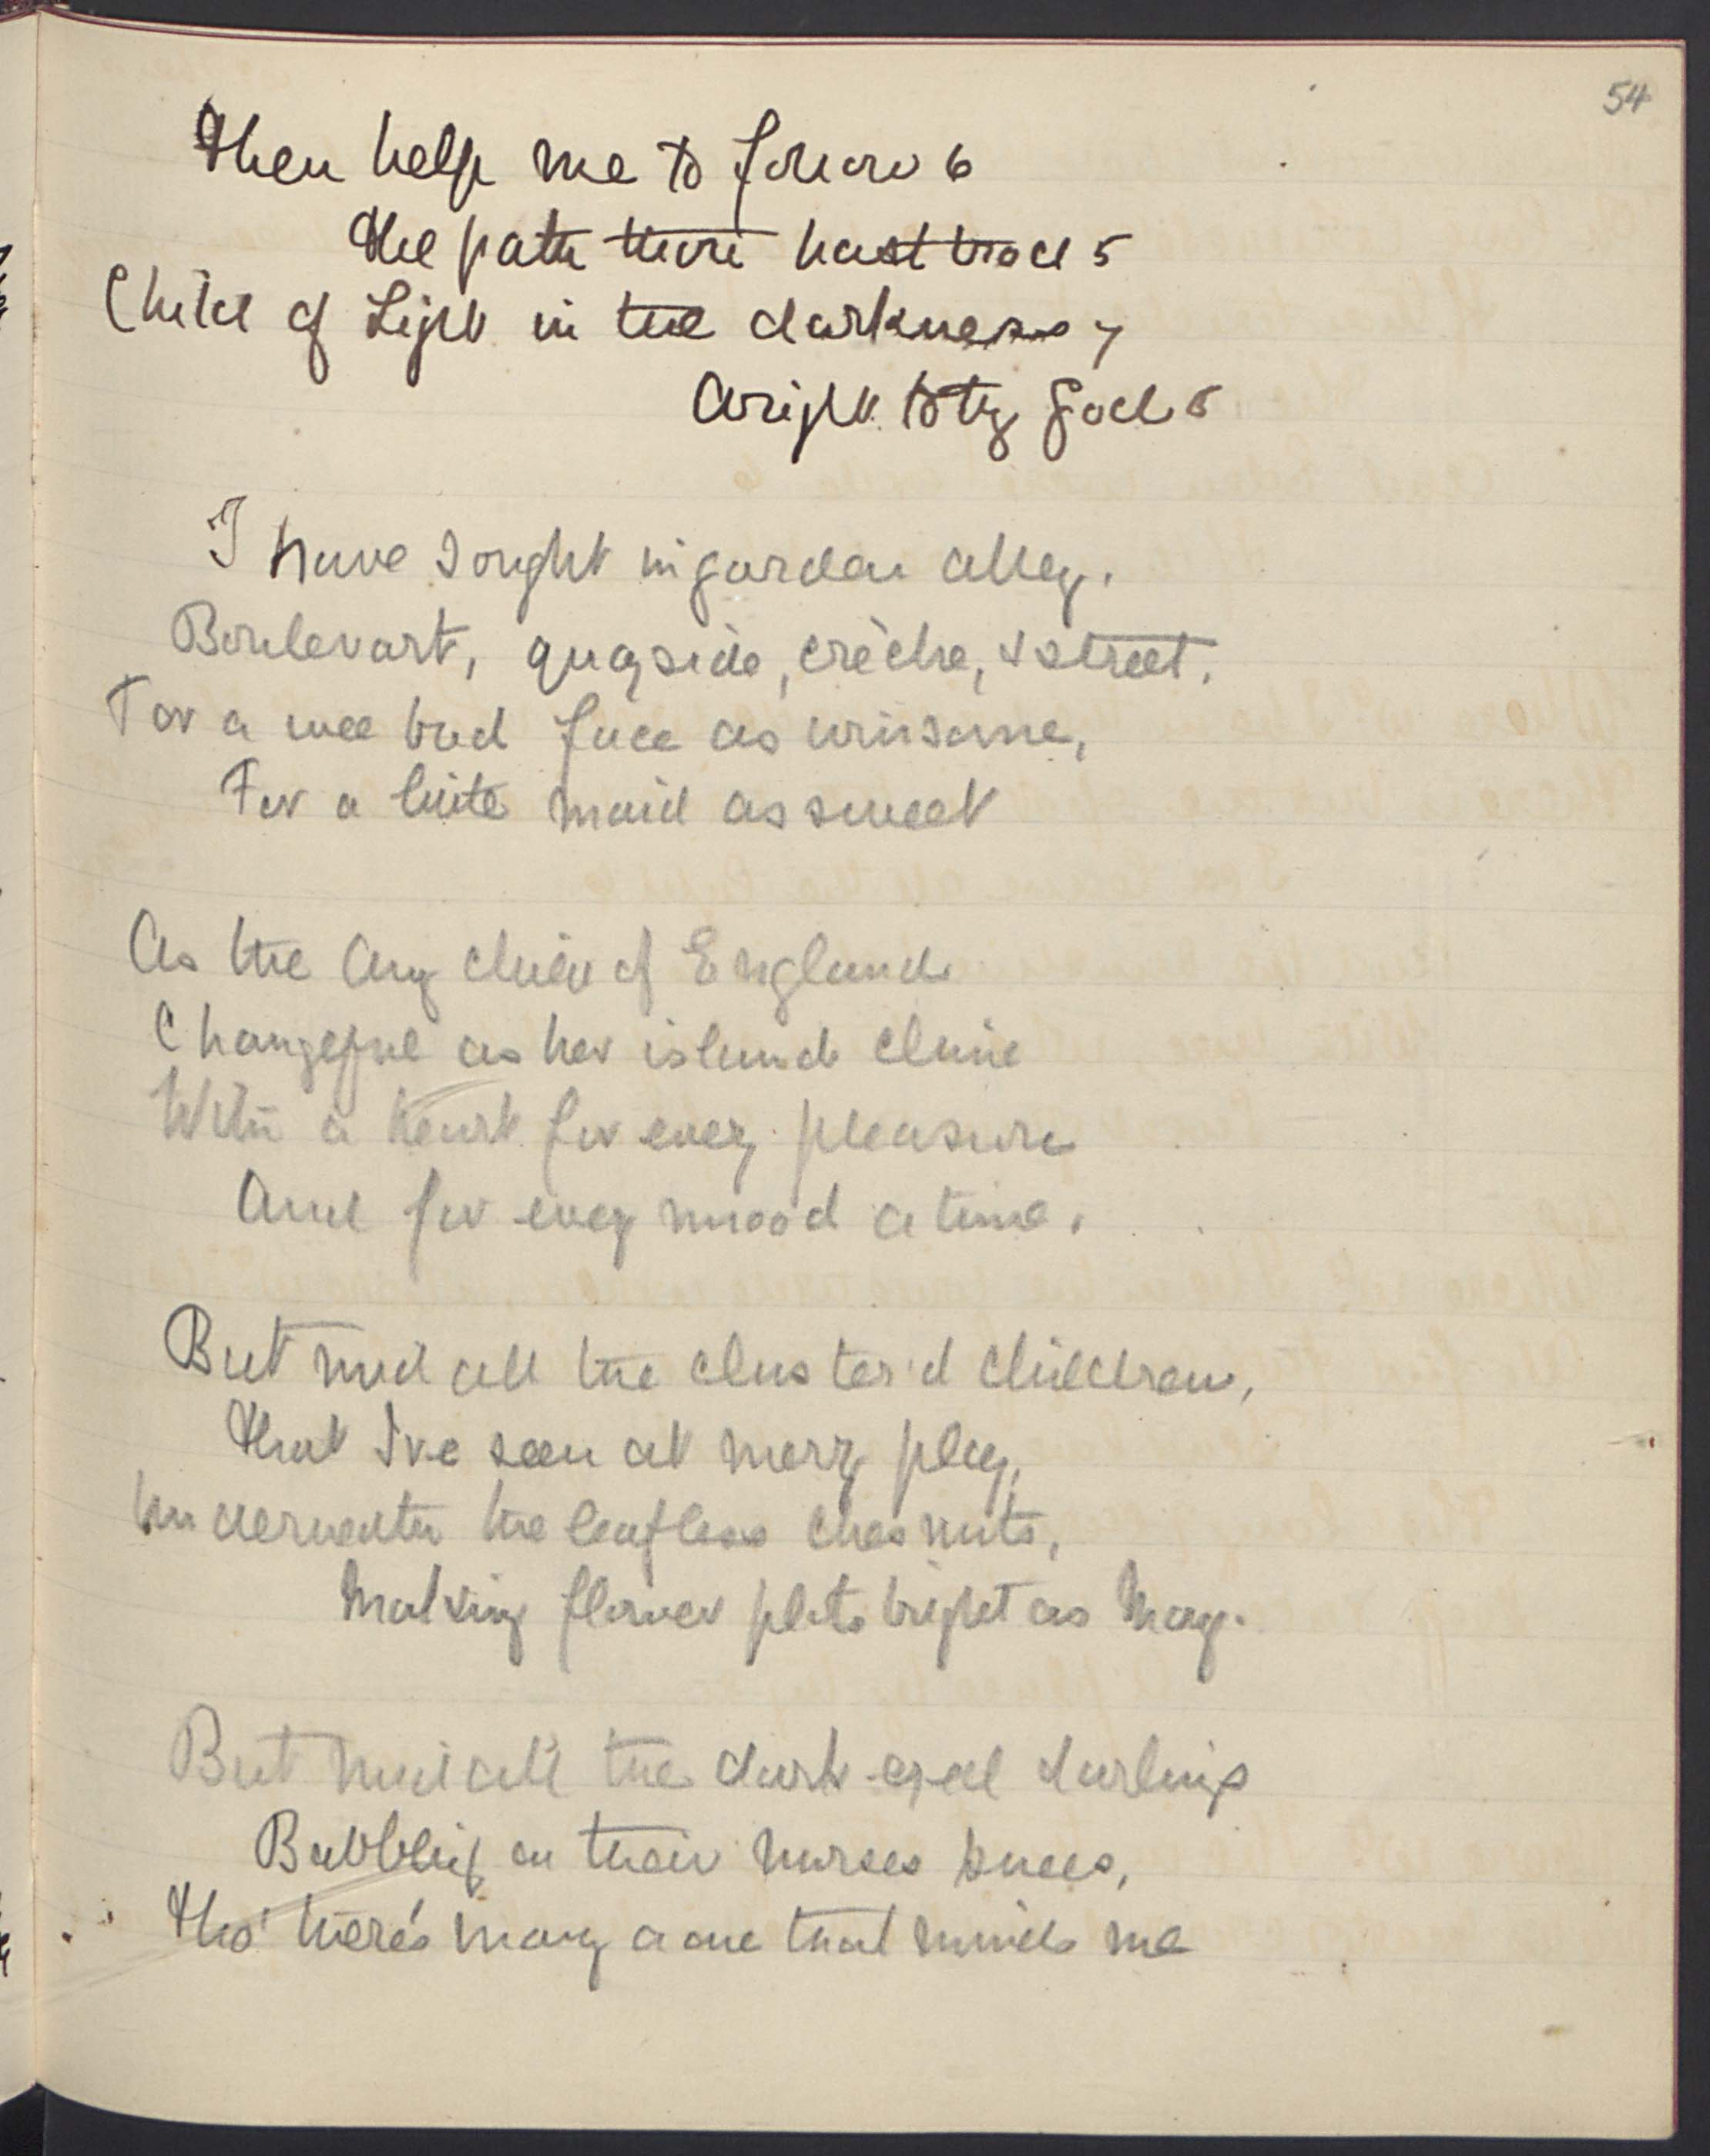 54
Then help me to follow 6
The path thou hast trod 5
Child of Light in the darkness 7
Aright to thy God 5
I have sought in garden alley,
Boulevart, quayside, crèche, & street,
For a wee bud face as winsome,
For a little maid as sweet
As the Any child of England
Changeful as her island clime
With a heart for every pleasure
And for every mood a time.
But mid all the cluster'd children,
That I've seen at merry play,
Underneath the leafless chesnuts,
Making flower plots bright as May.
But mid all the dark-eyed darlings
Babbling on their nurses knees,
Tho' there's many a one that minds me